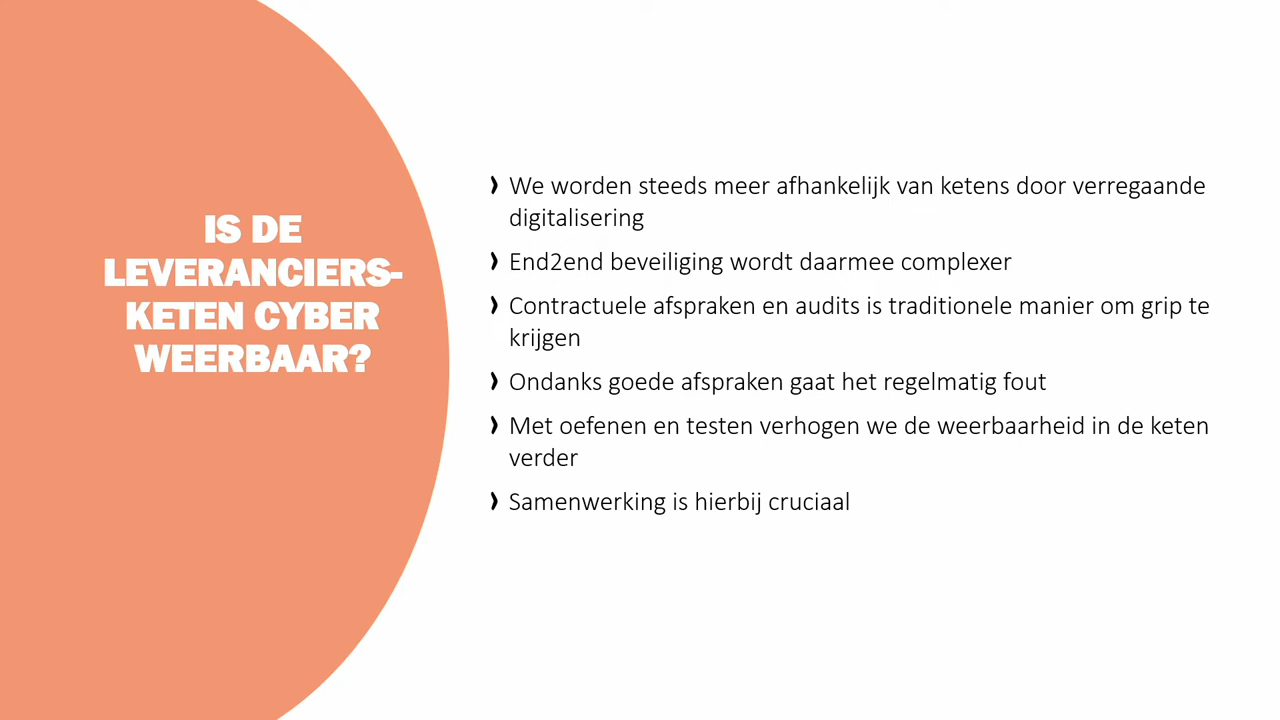 IS DE
LEVERANCIERS-
KETEN CYBER
WEERBAAR?
We worden steeds meer afhankelijk van ketens door verregaande
digitalisering
End2end beveiliging wordt daarmee complexer
Contractuele afspraken en audits is traditionele manier om grip te
krijgen
Ondanks goede afspraken gaat het regelmatig fout
Met oefenen en testen verhogen we de weerbaarheid in de keten
verder
Samenwerking is hierbij cruciaal